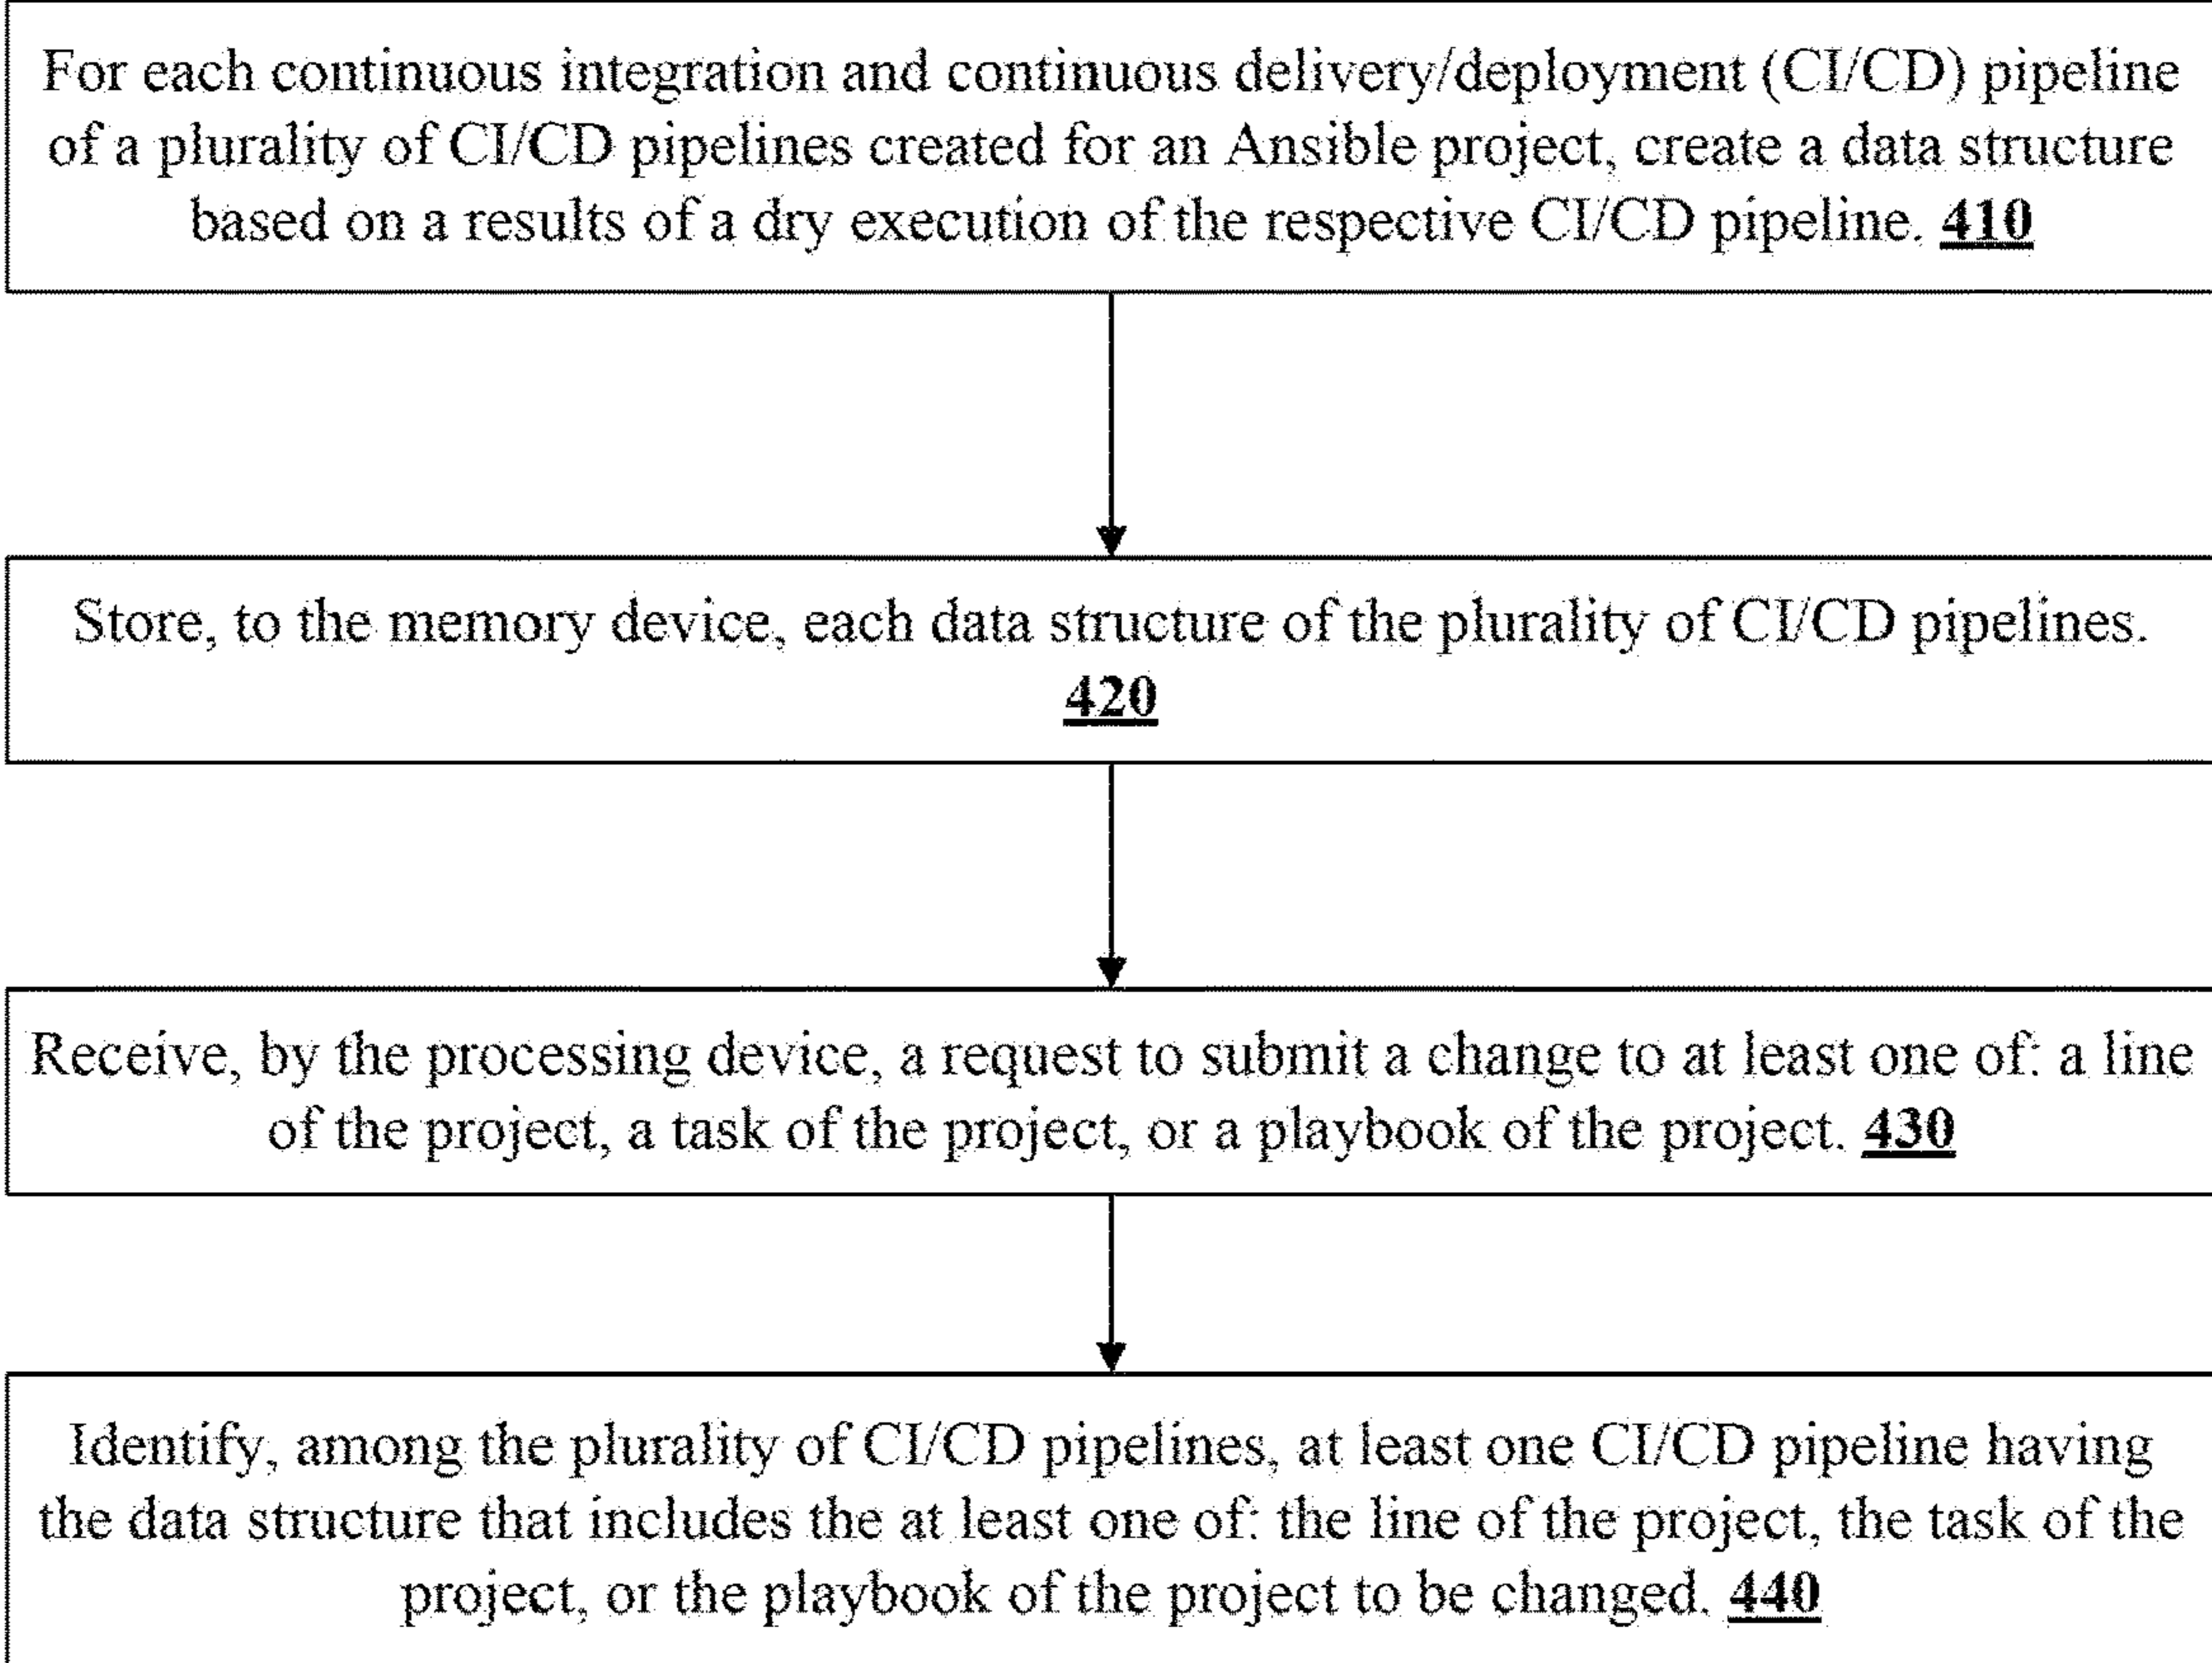 For each continuous integration and continuous delivery/deployment (CI/CD) pipeline
of a plurality of CI/CD pipelines created for an Ansible project, create a data structure
based on a results of a dry execution of the respective CI/CD pipeline. 410
Store, to the memory device, each data structure of the plurality of CI/CD pipelines.
420
Receive, by the processing device, a request to submit a change to at least one of: a line
of the project, a task of the project, or a playbook of the project. 430
Identify, among the plurality of CI/CD pipelines, at least one CI/CD pipeline having
the data structure that includes the at least one of: the line of the project, the task of the
project, or the playbook of the project to be changed. 440